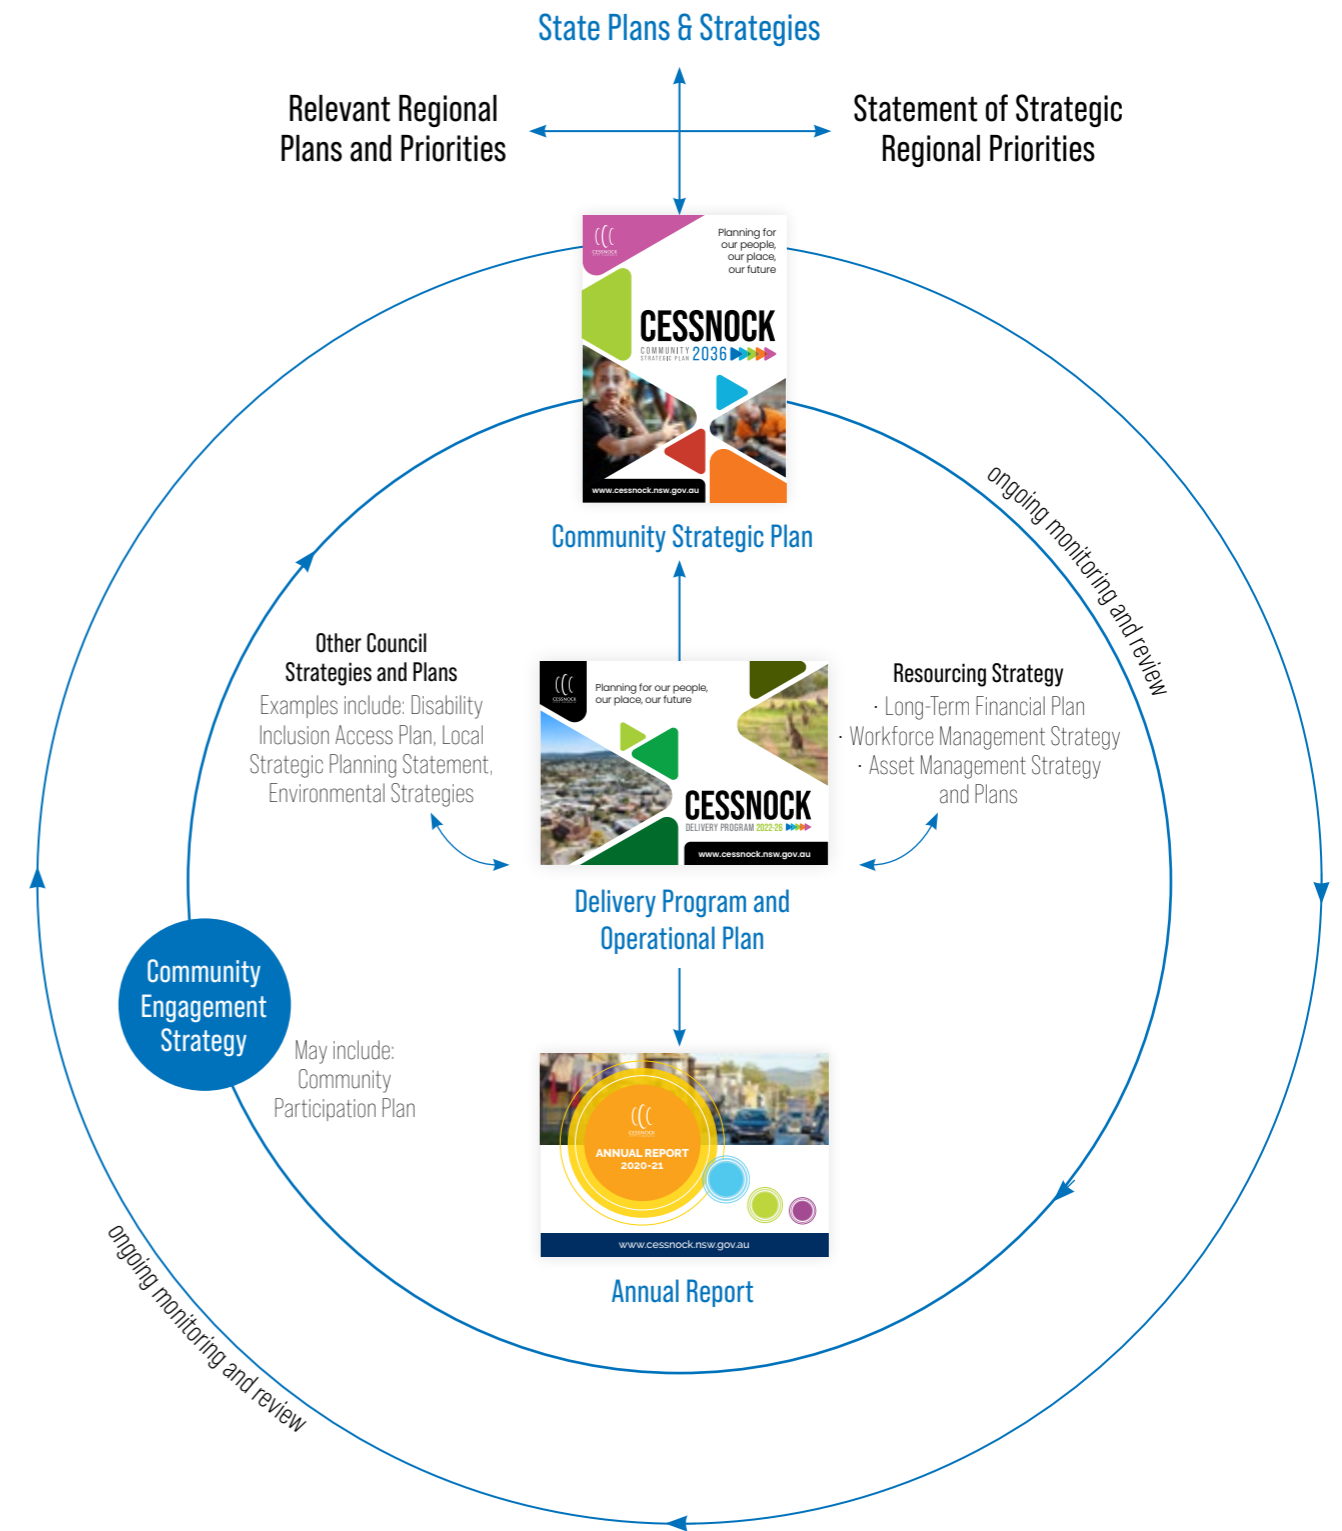 State Plans & Strategies
Relevant Regional
Plans and Priorities
Statement of Strategic
Regional Priorities
CESSNOCK
Planning for
our people,
our place,
our future
CESSNOCK
COMMUNITY
STRATEGIC PLAN 2036
www.cessnock.nsw.gov.au
Community Strategic Plan
ongoing monitoring and review
Other Council
Strategies and Plans
Examples include: Disability
Inclusion Access Plan, Local
Strategic Planning Statement,
Environmental Strategies
CESSNOCK
Planning for our people,
our place, our future
CESSNOCK
DELIVERY PROGRAM 2022-26
www.cessnock.nsw.gov.au
Resourcing Strategy
· Long-Term Financial Plan
· Workforce Management Strategy
· Asset Management Strategy
and Plans
Delivery Program and
Operational Plan
Community
Engagement
Strategy
May include:
Community
Participation Plan
CESSNOCK
ANNUAL REPORT
2020-21
www.cessnock.nsw.gov.au
Annual Report
ongoing monitoring and review